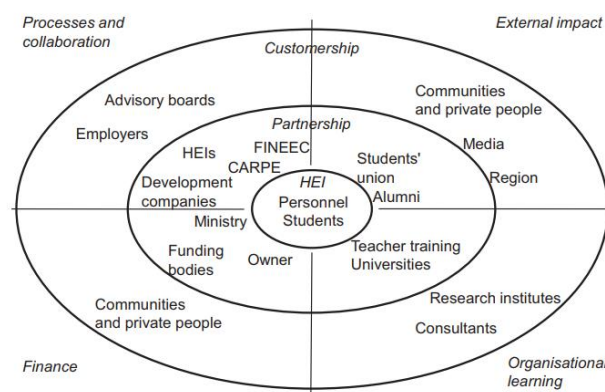 Processes and
collaboration
External impact
Customership
Advisory boards
Communities
and private people
Employers
Partnership
Media
HEIs
FINEEC
CARPE
Students'
union
Region
Development
companies
HEI
Alumni
Personnel
Students
Ministry
Funding
bodies
Owner
Teacher training
Universities
Communities
and private people
Research institutes
Consultants
Finance
Organisational
learning